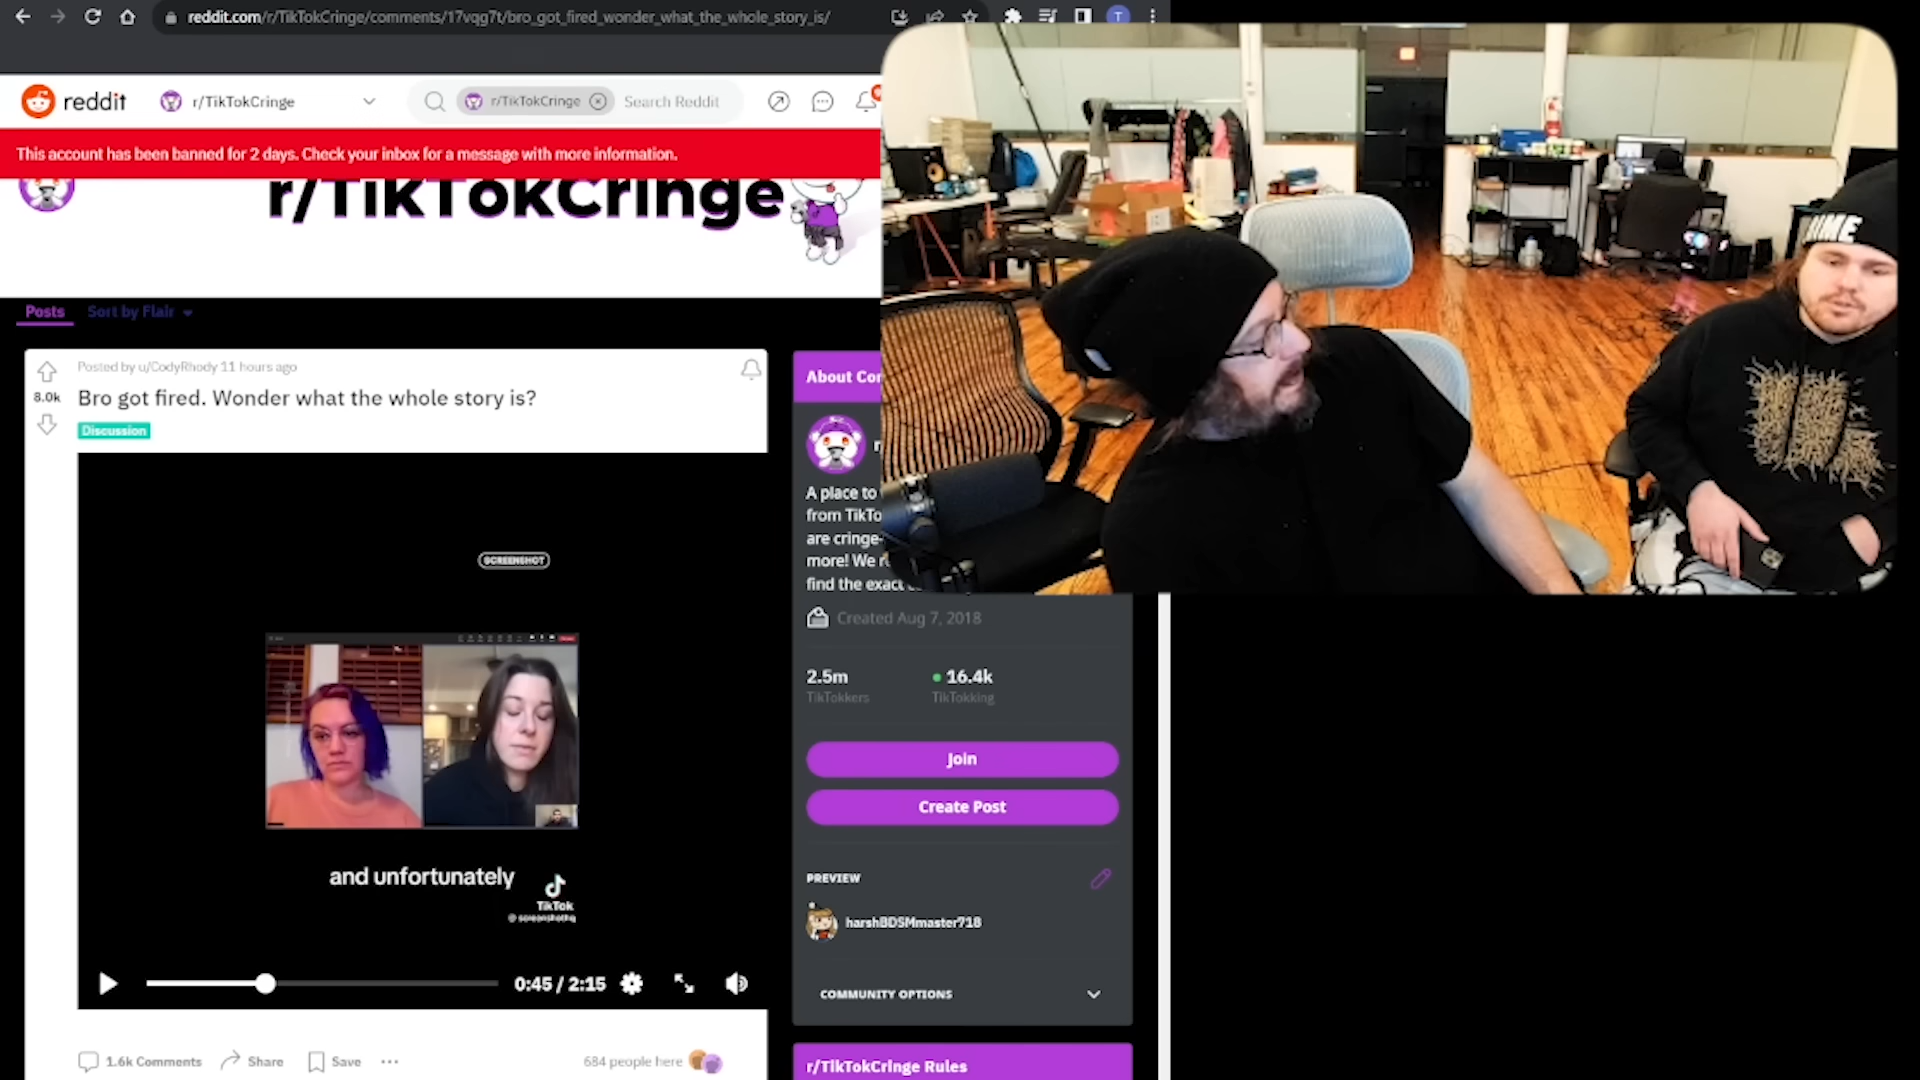 reddit.com/r/TikTokCringe/comments/17vqg7t/bro_got_fired_wonder_what_the_whole_story_is/
T
reddit
r/TikTokCringe
r/TikTokCringe
Search Reddit
This account has been banned for 2 days. Check your inbox for a message with more information.
r/TikTokCringe
Posts
Sort by Flair
Posted by u/CodyRhody 11 hours ago
8.0k
Bro got fired. Wonder what the whole story is?
Discussion
SCREENSHOT
and unfortunately
TikTok
@screenshothq
0:45 / 2:15
1.6k Comments
Share
Save
684 people here
About Com
r
A place to
from TikTo
are cringe-
more! We r
find the exact
Created Aug 7, 2018
2.5m
16.4k
TikTokkers
TikTokking
Join
Create Post
PREVIEW
harshBDSMmaster718
COMMUNITY OPTIONS
r/TikTokCringe Rules